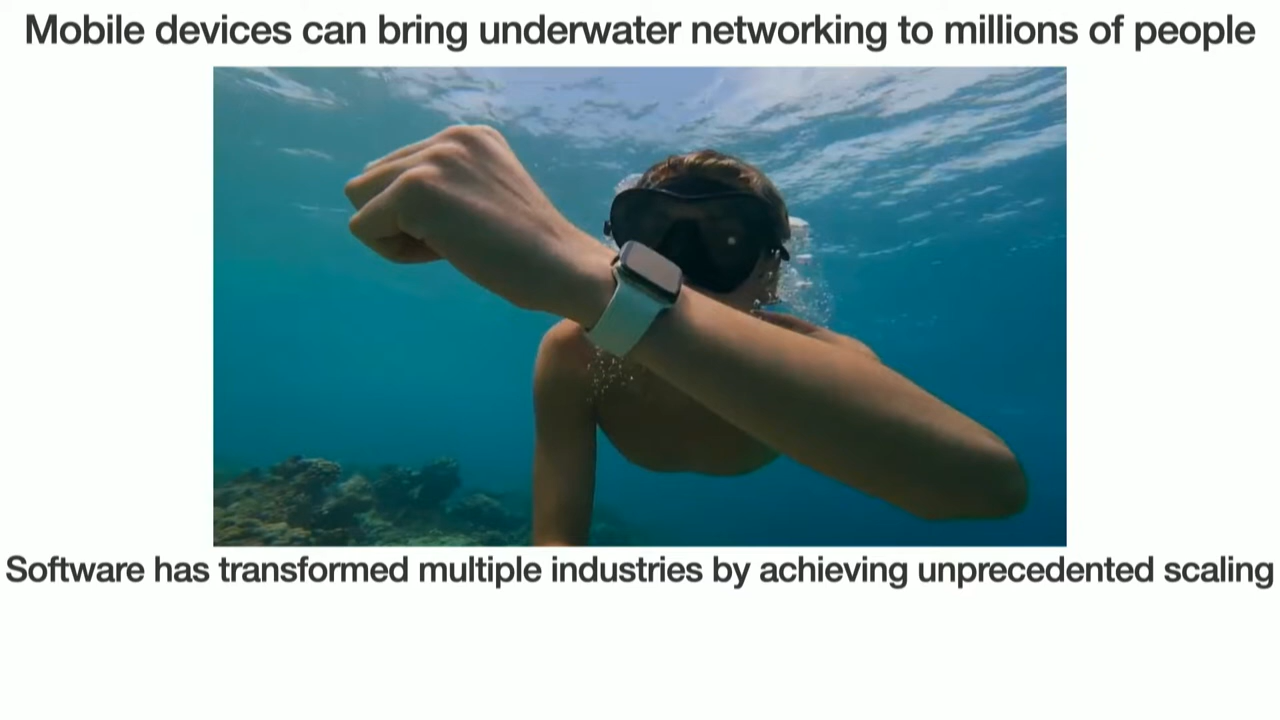 Mobile devices can bring underwater networking to millions of people
Software has transformed multiple industries by achieving unprecedented scaling